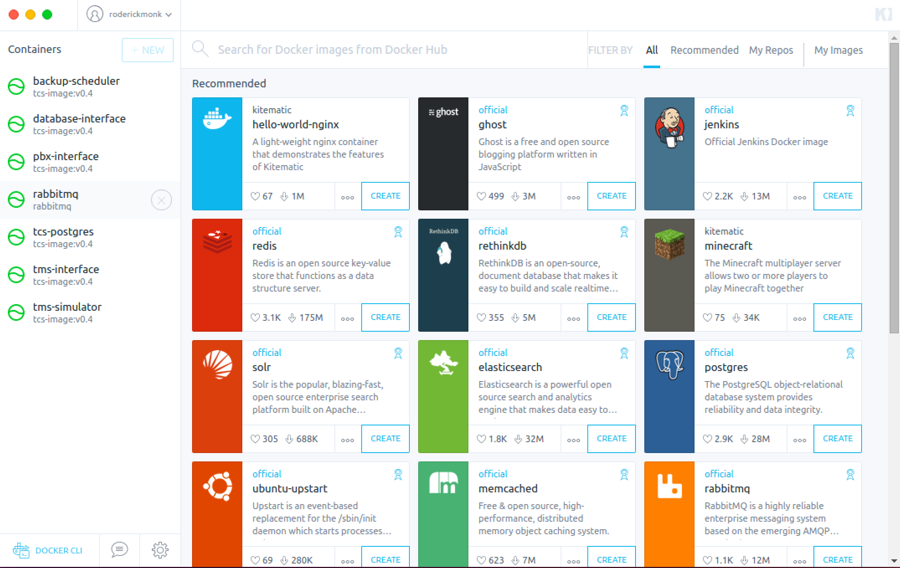 roderickmonk
Containers
+ NEW
backup-scheduler
tcs-image:v0.4
database-interface
tcs-image:v0.4
pbx-interface
tcs-image:v0.4
rabbitmq
rabbitmq
tcs-postgres
tcs-image:v0.4
tms-interface
tcs-image:v0.4
tms-simulator
tcs-image:v0.4
DOCKER CLI
Search for Docker images from Docker Hub
FILTER BY All Recommended My Repos My Images
Recommended
kitematic
hello-world-nginx
A light-weight nginx container
that demonstrates the features
of Kitematic
67 1M
CREATE
ghost
official
ghost
Ghost is a free and open source
blogging platform written in
JavaScript
499 3M
CREATE
official
jenkins
Official Jenkins Docker image
2.2K 13M
CREATE
official
redis
Redis is an open source key-value
store that functions as a data
structure server.
3.1K 175M
CREATE
RethinkDB
official
rethinkdb
RethinkDB is an open-source,
document database that makes it
easy to build and scale realtime...
355 5M
CREATE
kitematic
minecraft
The Minecraft multiplayer server
allows two or more players to
play Minecraft together
75 34K
CREATE
official
solr
Solr is the popular, blazing-fast,
open source enterprise search
platform built on Apache...
305 688K
CREATE
official
elasticsearch
Elasticsearch is a powerful open
source search and analytics
engine that makes data easy to...
1.8K 32M
CREATE
official
postgres
The PostgreSQL object-relational
database system provides
reliability and data integrity.
2.9K 28M
CREATE
official
ubuntu-upstart
Upstart is an event-based
replacement for the /sbin/init
daemon which starts processes...
69 280K
CREATE
official
memcached
Free & open source, high-
performance, distributed
memory object caching system.
623 7M
CREATE
official
rabbitmq
RabbitMQ is a highly reliable
enterprise messaging system
based on the emerging AMQP...
1.1K 12M
CREATE